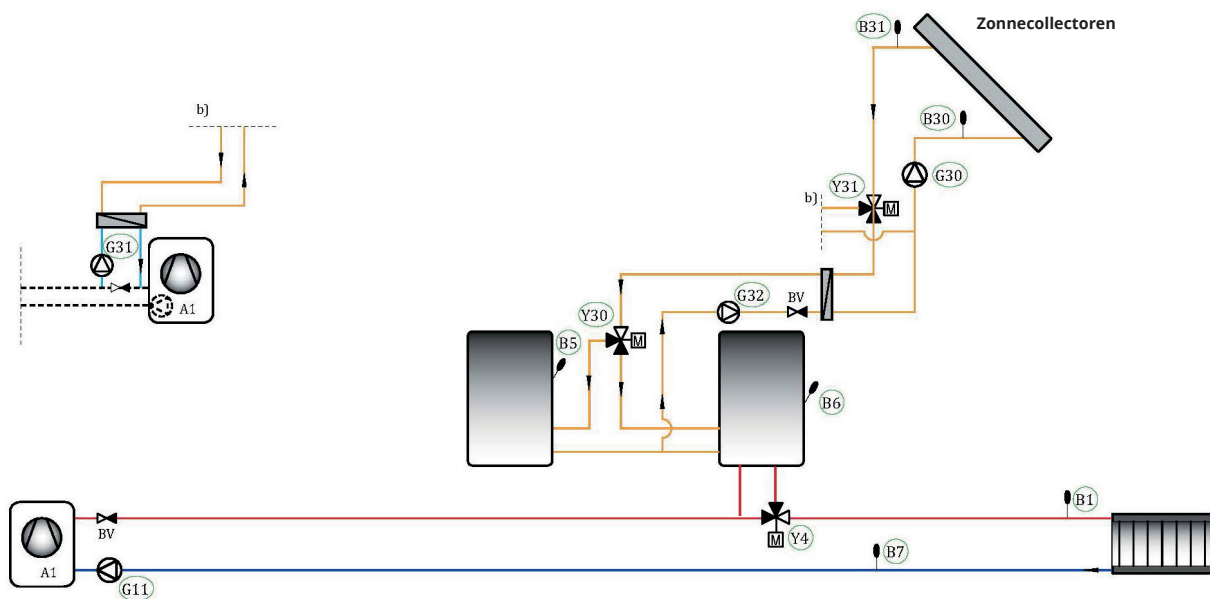 B31
Zonnecollectoren
b)
B30
G30
Y31
b)
M
G31
G32
BV
A1
Y30
M
B5
B6
B1
BV
Y4
M
B7
A1
G11